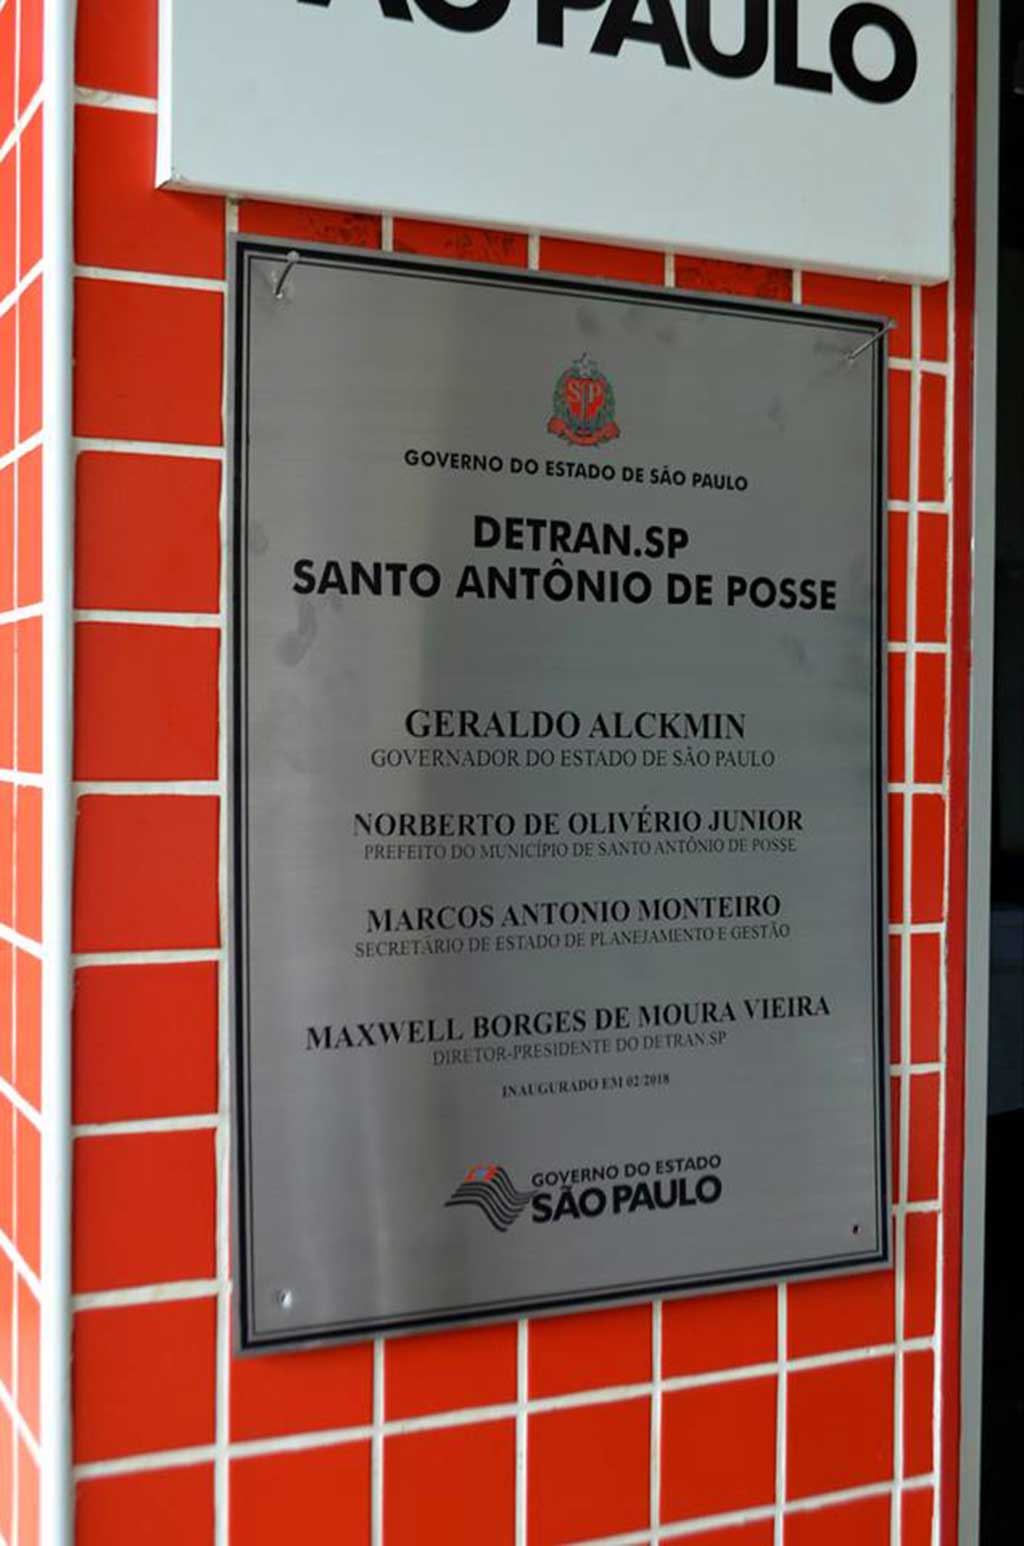 SÃO PAULO
SP
GOVERNO DO ESTADO DE SÃO PAULO
DETRAN.SP
SANTO ANTÔNIO DE POSSE
GERALDO ALCKMIN
GOVERNADOR DO ESTADO DE SÃO PAULO
NORBERTO DE OLIVÉRIO JUNIOR
PREFEITO DO MUNICÍPIO DE SANTO ANTÔNIO DE POSSE
MARCOS ANTONIO MONTEIRO
SECRETÁRIO DE ESTADO DE PLANEJAMENTO E GESTÃO
MAXWELL BORGES DE MOURA VIEIRA
DIRETOR-PRESIDENTE DO DETRAN.SP
INAUGURADO EM 02/2018
GOVERNO DO ESTADO
SÃO PAULO